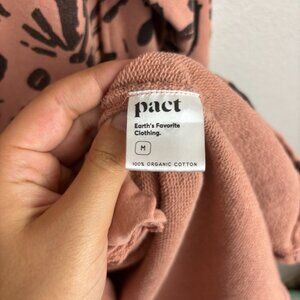 pact
Earth's Favorite
Clothing.
M
100% ORGANIC COTTON